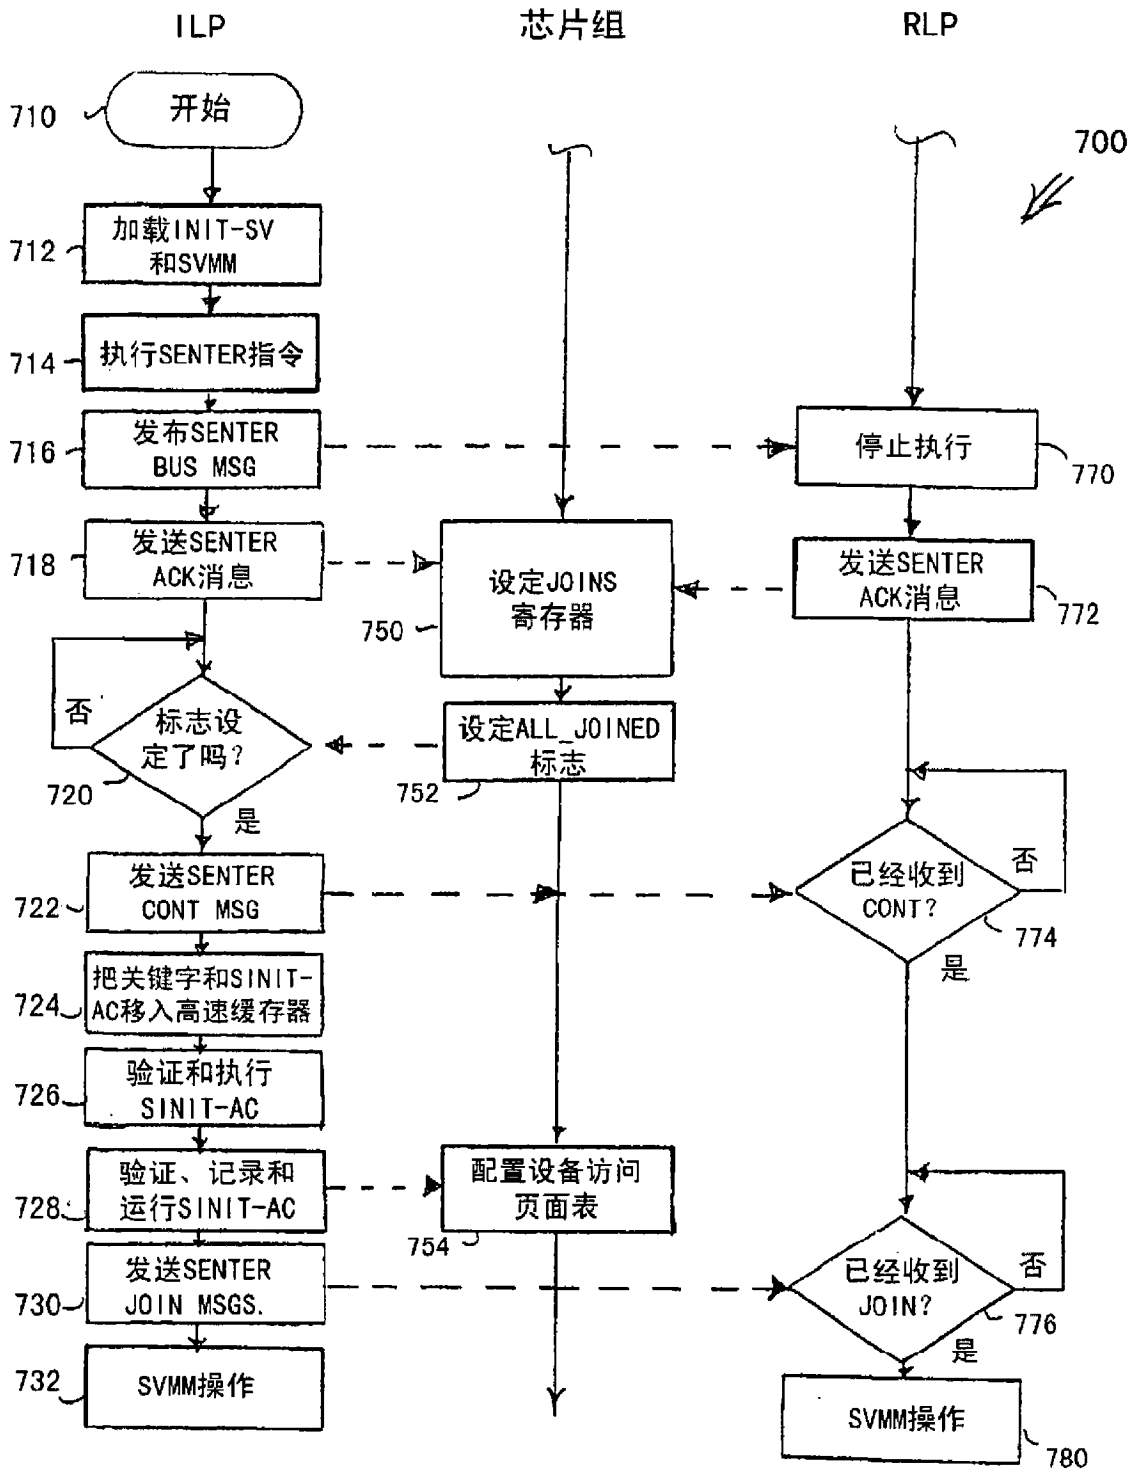 ILP
芯片组
RLP
700
710
开始
712
加载INIT-SV
和SVMM
714
执行SENTER指令
716
发布SENTER
BUS MSG
停止执行
770
718
发送SENTER
ACK消息
设定JOINS
寄存器
750
发送SENTER
ACK消息
772
否
标志设
定了吗?
720
是
设定ALL_JOINED
标志
752
722
发送SENTER
CONT MSG
已经收到
CONT?
否
774
是
724
把关键字和SINIT-
AC移入高速缓存器
726
验证和执行
SINIT-AC
728
验证、记录和
运行SINIT-AC
配置设备访问
页面表
754
730
发送SENTER
JOIN MSGS.
已经收到
JOIN?
否
776
是
732
SVMM操作
SVMM操作
780